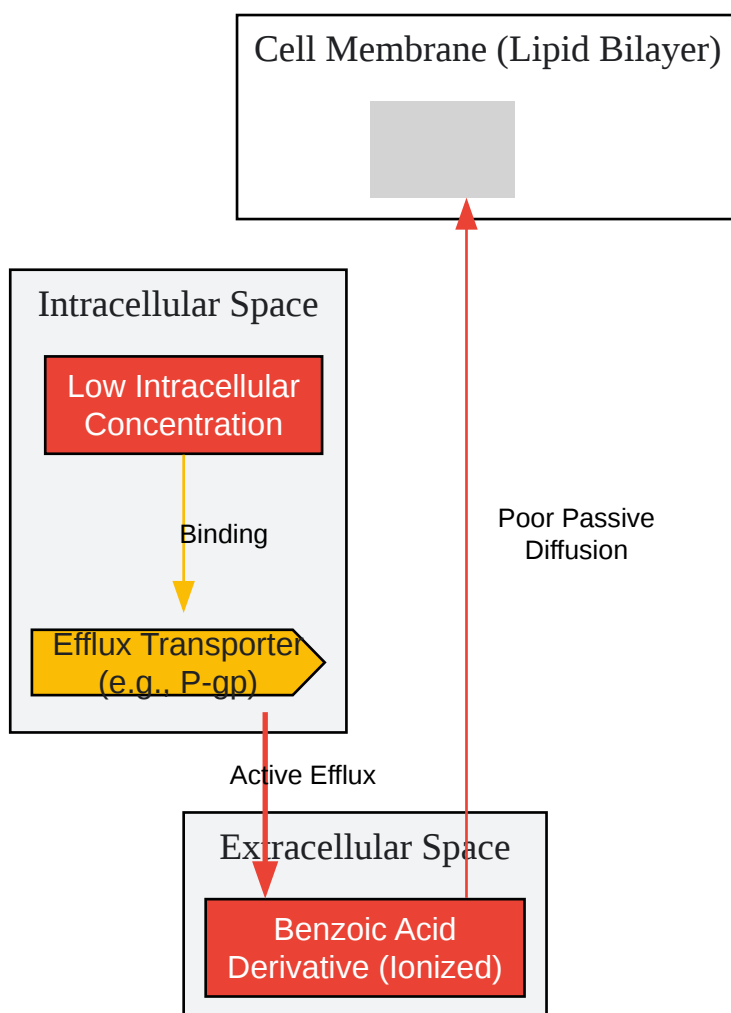 Cell Membrane (Lipid Bilayer)
Intracellular Space
Low Intracellular
Concentration
Binding
Poor Passive
Diffusion
Efflux Transporter
(e.g., P-gp)
Active Efflux
Extracellular Space
Benzoic Acid
Derivative (Ionized)